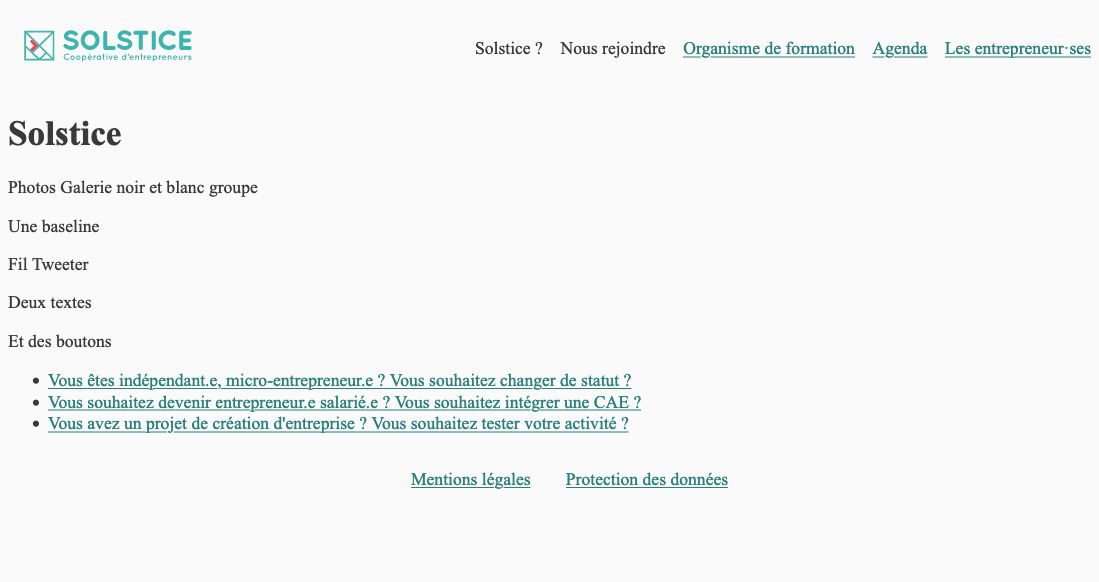 SOLSTICE
Coopérative d'entrepreneurs
Solstice ? Nous rejoindre Organisme de formation Agenda Les entrepreneur·ses
Solstice
Photos Galerie noir et blanc groupe
Une baseline
Fil Tweeter
Deux textes
Et des boutons
Vous êtes indépendant.e, micro-entrepreneur.e ? Vous souhaitez changer de statut ?
Vous souhaitez devenir entrepreneur.e salarié.e ? Vous souhaitez intégrer une CAE ?
Vous avez un projet de création d'entreprise ? Vous souhaitez tester votre activité ?
Mentions légales Protection des données